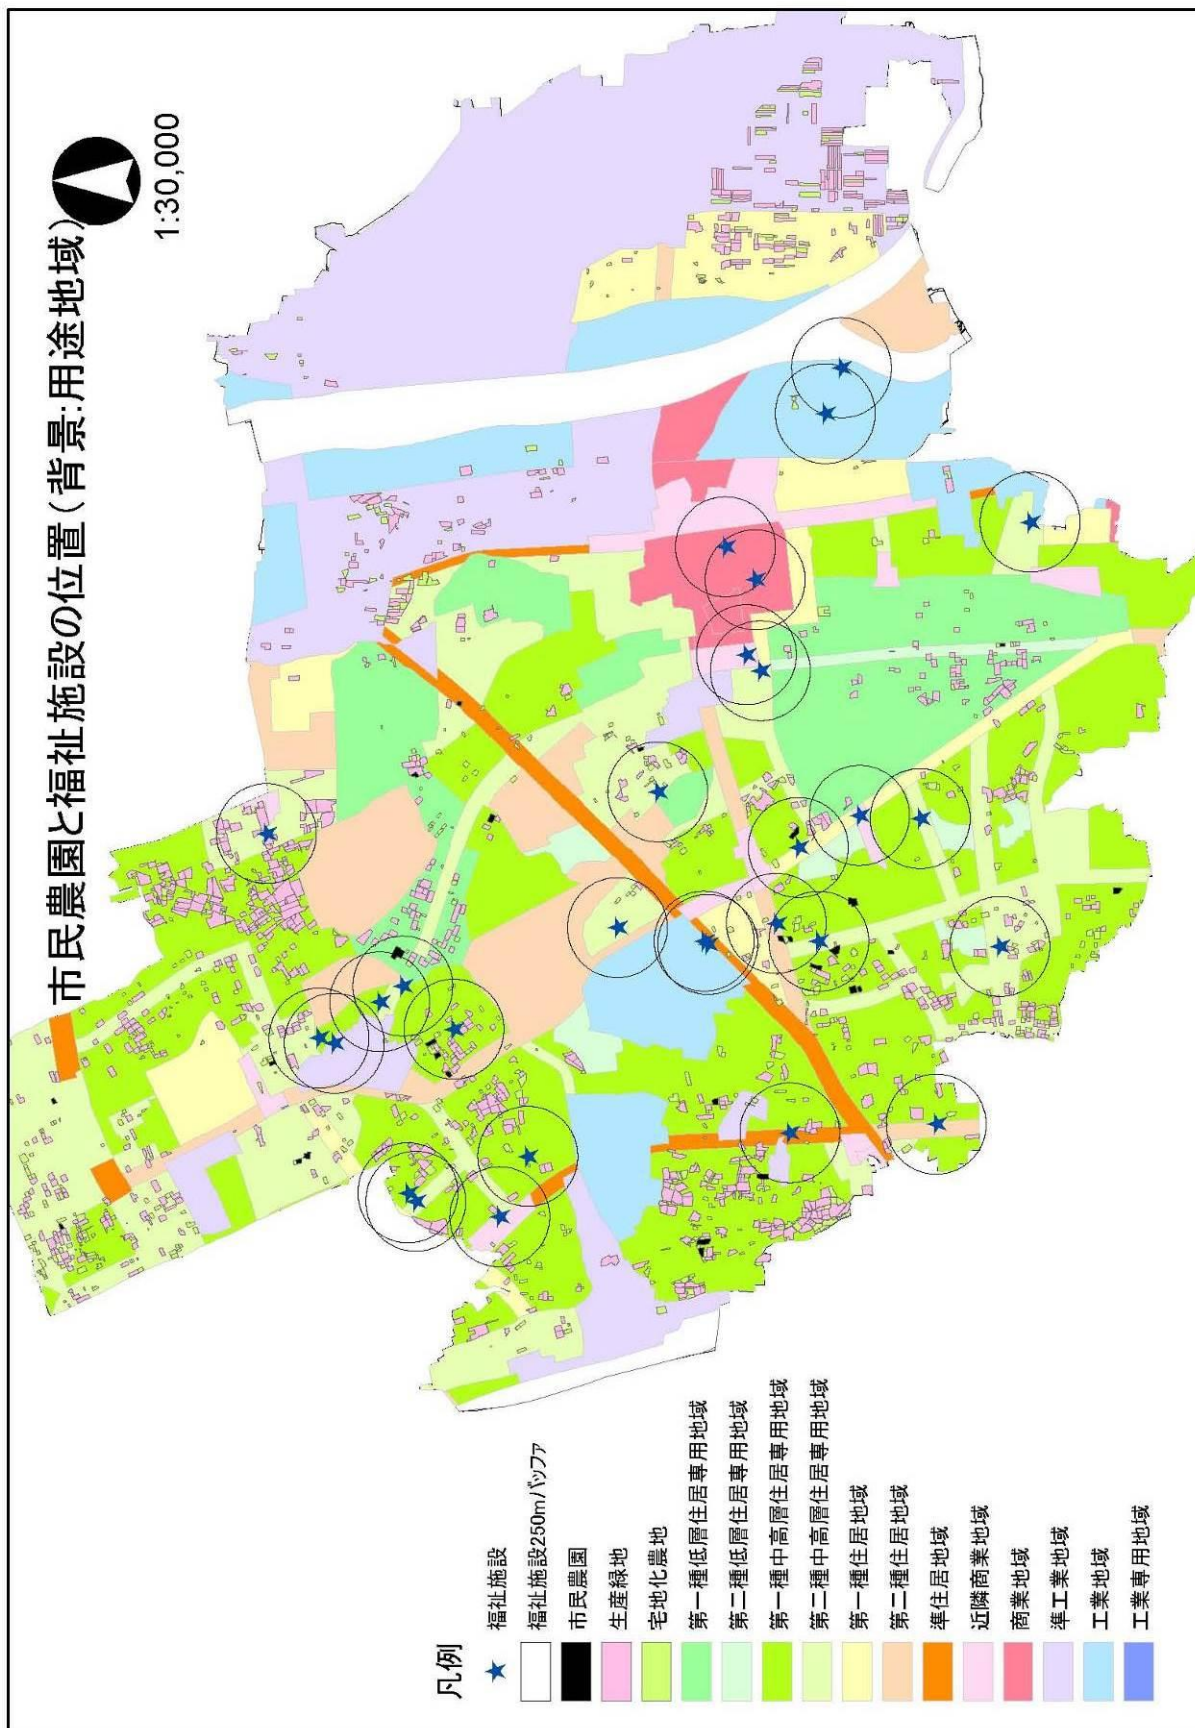 市民農園と福祉施設の位置(背景:用途地域)
1:30,000
凡例
福祉施設
福祉施設250mバッファ
市民農園
生産緑地
宅地化農地
第一種低層住居専用地域
第二種低層住居専用地域
第一種中高層住居専用地域
第二種中高層住居専用地域
第一種住居地域
第二種住居地域
準住居地域
近隣商業地域
商業地域
準工業地域
工業地域
工業専用地域